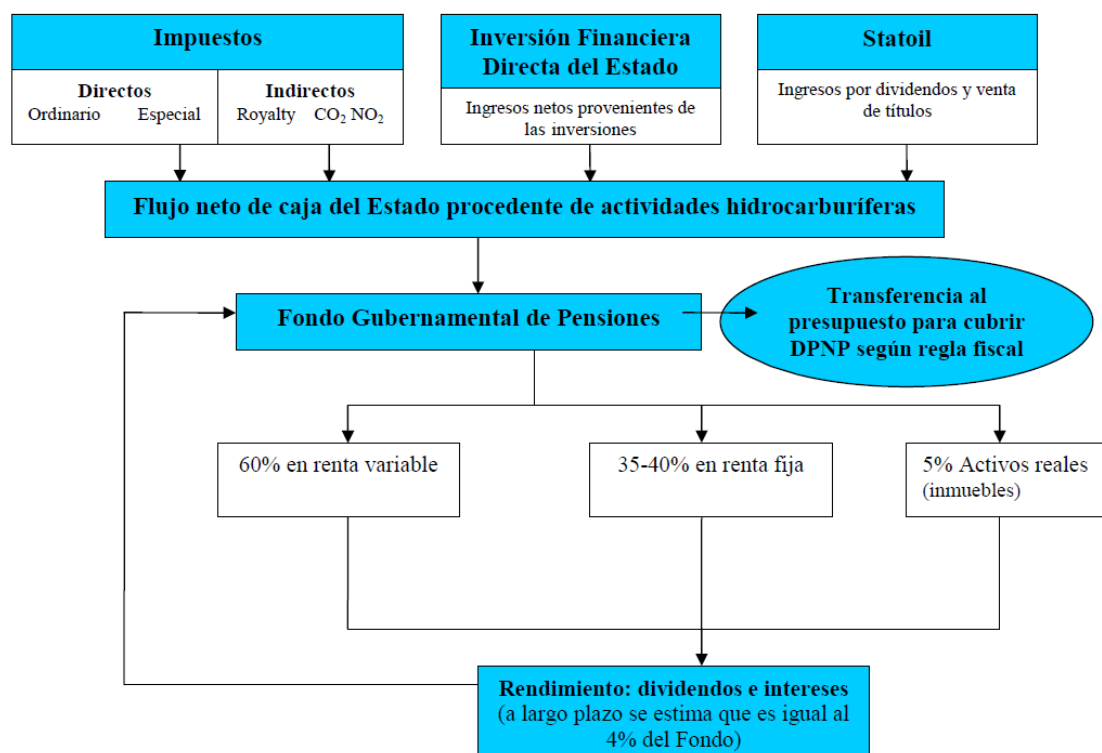 Impuestos
Directos
Ordinario Especial
Indirectos
Royalty CO₂ NO₂
Inversión Financiera
Directa del Estado
Ingresos netos provenientes de
las inversiones
Statoil
Ingresos por dividendos y venta
de títulos
Flujo neto de caja del Estado procedente de actividades hidrocarburíferas
Fondo Gubernamental de Pensiones
Transferencia al
presupuesto para cubrir
DPNP según regla fiscal
60% en renta variable
35-40% en renta fija
5% Activos reales
(inmuebles)
Rendimiento: dividendos e intereses
(a largo plazo se estima que es igual al
4% del Fondo)